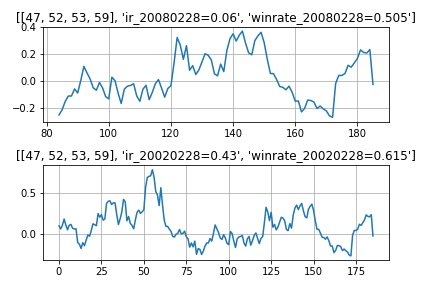 [[47, 52, 53, 59], 'ir_20080228=0.06', 'winrate_20080228=0.505']
0.4
0.2
0.0
−0.2
80 100 120 140 160 180
[[47, 52, 53, 59], 'ir_20020228=0.43', 'winrate_20020228=0.615']
0.5
0.0
0 25 50 75 100 125 150 175